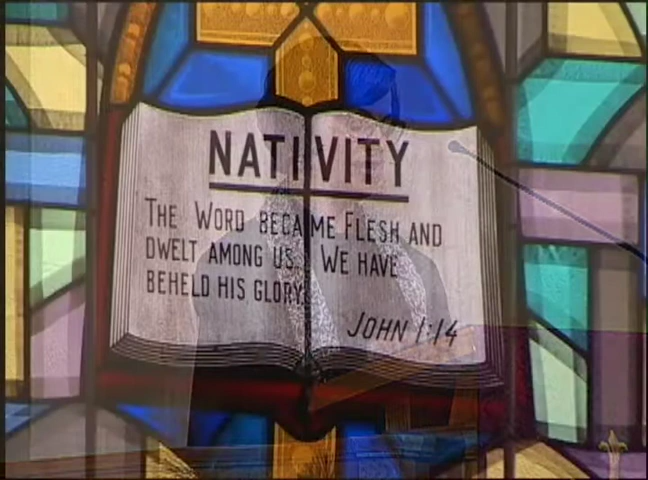 NATIVITY
THE WORD BECAME FLESH AND
DWELT AMONG US. WE HAVE
BEHELD HIS GLORY
JOHN 1:14